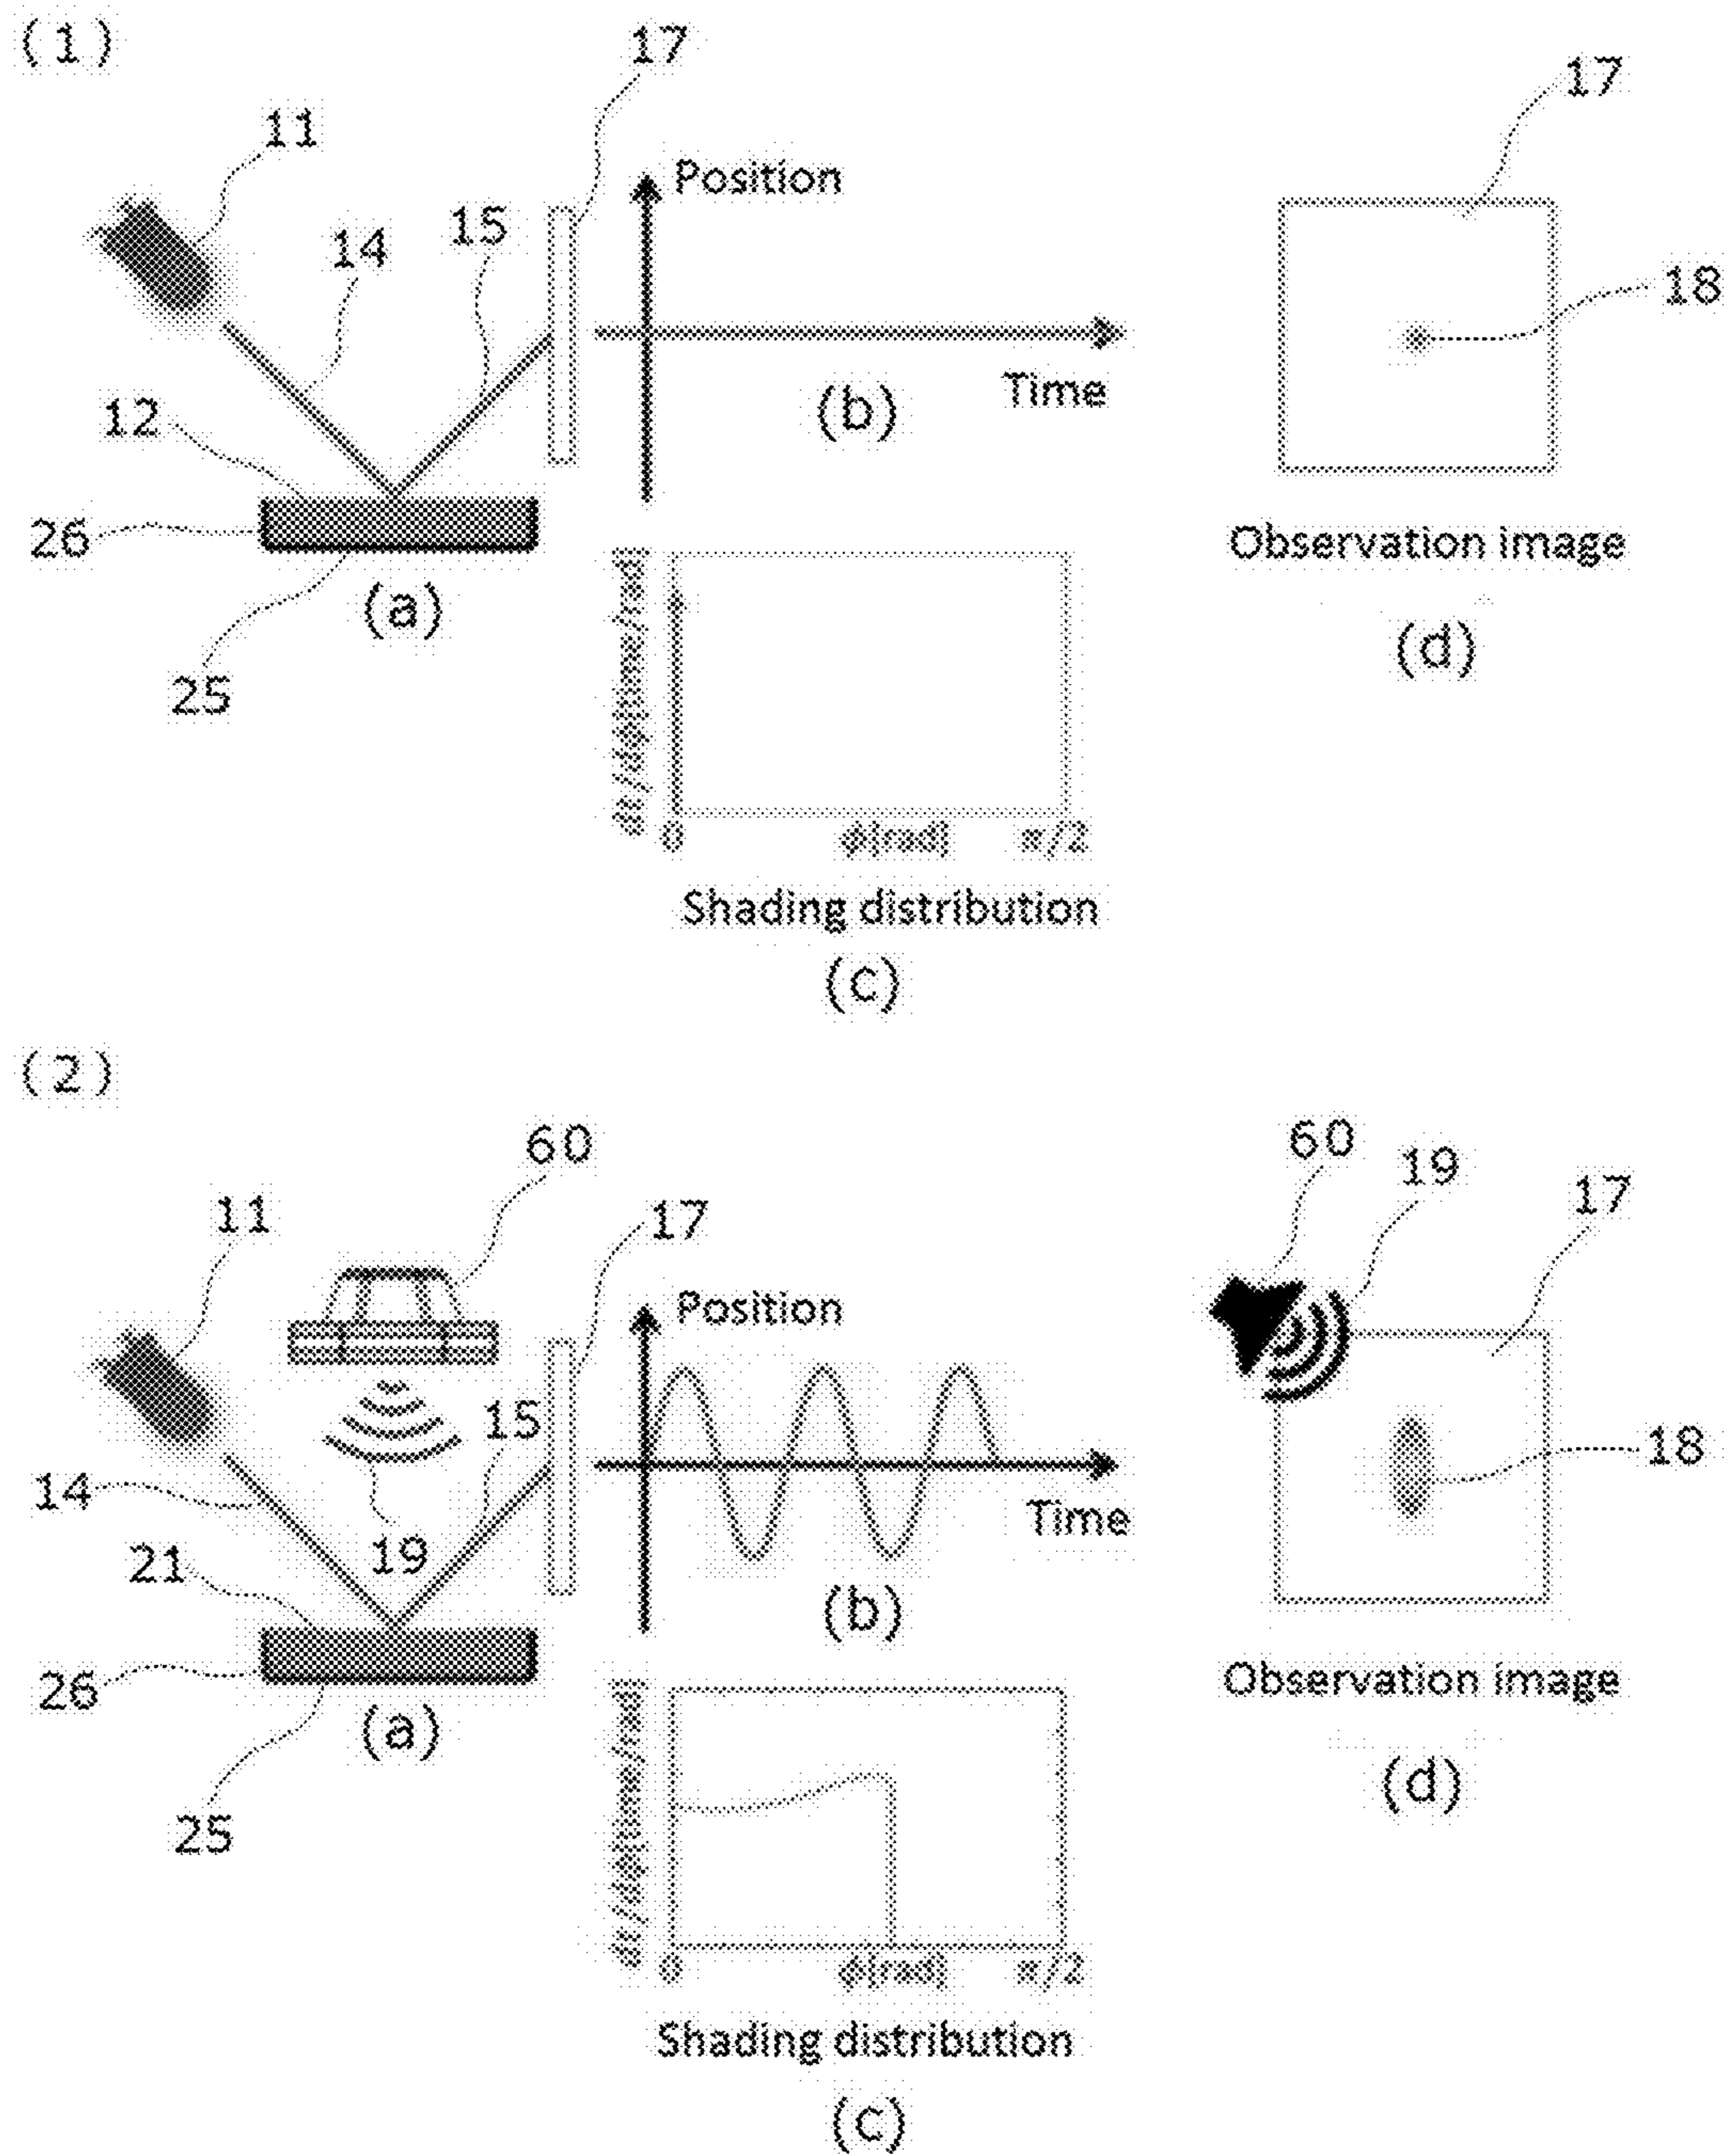 (1)
17
17
11
Position
15
14
18
12
Time
(b)
26
Observation image
(a)
(d)
25
0
ϕ[rad]
π/2
Shading distribution
(c)
(2)
60
60
19
17
11
17
Position
15
18
14
Time
19
21
(b)
26
Observation image
(a)
(d)
25
0
ϕ[rad]
π/2
Shading distribution
(c)